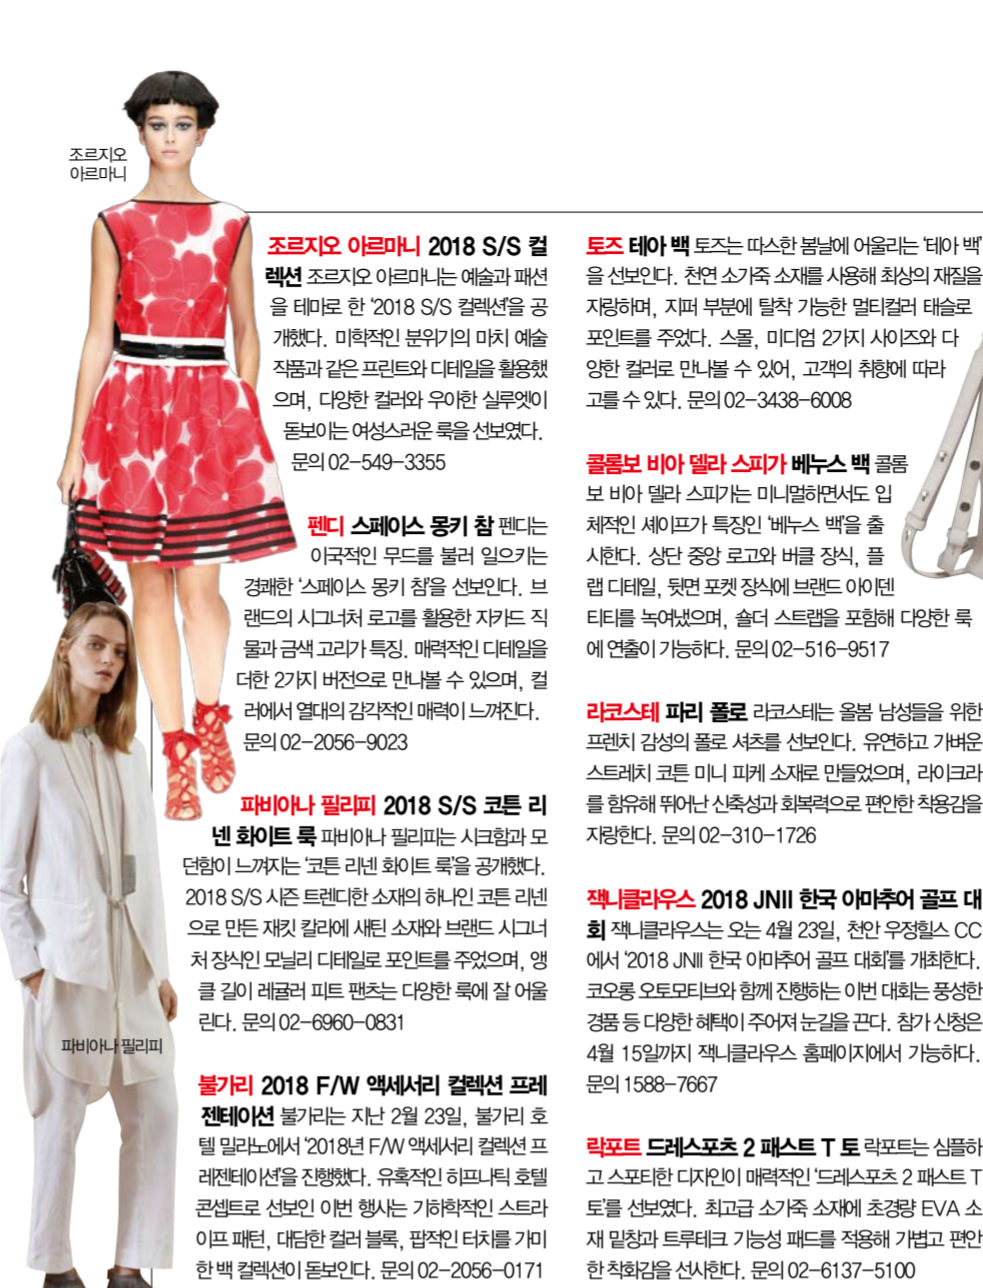 조르지오
아르마니
조르지오 아르마니 2018 S/S 컬
렉션 조르지오 아르마니는 예술과 패션
을 테마로 한 ‘2018 S/S 컬렉션’을 공
개했다. 미학적인 분위기의 마치 예술
작품과 같은 프린트와 디테일을 활용했
으며, 다양한 컬러와 우아한 실루엣이
돋보이는 여성스러운 룩을 선보였다.
문의 02-549-3355
펜디 스페이스 몽키 참 펜디는
이국적인 무드를 불러 일으키는
경쾌한 ‘스페이스 몽키 참’을 선보인다. 브
랜드의 시그너처 로고를 활용한 자카드 직
물과 금색 고리가 특징. 매력적인 디테일을
더한 2가지 버전으로 만나볼 수 있으며, 컬
러에서 열대의 감각적인 매력이 느껴진다.
문의 02-2056-9023
파비아나 필리피 2018 S/S 코튼 리
넨 화이트 룩 파비아나 필리피는 시크함과 모
던함이 느껴지는 ‘코튼 리넨 화이트 룩’을 공개했다.
2018 S/S 시즌 트렌디한 소재의 하나인 코튼 리넨
으로 만든 재킷 칼라에 새틴 소재와 브랜드 시그너
처 장식인 모닐리 디테일로 포인트를 주었으며, 앵
클 길이 레귤러 피트 팬츠는 다양한 룩에 잘 어울
린다. 문의 02-6960-0831
파비아나 필리피
불가리 2018 F/W 액세서리 컬렉션 프레
젠테이션 불가리는 지난 2월 23일, 불가리 호
텔 밀라노에서 ‘2018년 F/W 액세서리 컬렉션 프
레젠테이션’을 진행했다. 유혹적인 히프나틱 호텔
콘셉트로 선보인 이번 행사는 기하학적인 스트라
이프 패턴, 대담한 컬러 블록, 팝적인 터치를 가미
한 백 컬렉션이 돋보인다. 문의 02-2056-0171
토즈 테아 백 토즈는 따스한 봄날에 어울리는 ‘테아 백’
을 선보인다. 천연 소가죽 소재를 사용해 최상의 재질을
자랑하며, 지퍼 부분에 탈착 가능한 멀티컬러 태슬로
포인트를 주었다. 스몰, 미디엄 2가지 사이즈와 다
양한 컬러로 만나볼 수 있어, 고객의 취향에 따라
고를 수 있다. 문의 02-3438-6008
콜롬보 비아 델라 스피가 베누스 백 콜롬
보 비아 델라 스피가는 미니멀하면서도 입
체적인 셰이프가 특징인 ‘베누스 백’을 출
시한다. 상단 중앙 로고와 버클 장식, 플
랩 디테일, 뒷면 포켓 장식에 브랜드 아이덴
티티를 녹여냈으며, 숄더 스트랩을 포함해 다양한 룩
에 연출이 가능하다. 문의 02-516-9517
라코스테 파리 폴로 라코스테는 올봄 남성들을 위한
프렌치 감성의 폴로 셔츠를 선보인다. 유연하고 가벼운
스트레치 코튼 미니 피케 소재로 만들었으며, 라이크라
를 함유해 뛰어난 신축성과 회복력으로 편안한 착용감을
자랑한다. 문의 02-310-1726
잭니클라우스 2018 JNII 한국 아마추어 골프 대
회 잭니클라우스는 오는 4월 23일, 천안 우정힐스 CC
에서 ‘2018 JNII 한국 아마추어 골프 대회’를 개최한다.
코오롱 오토모티브와 함께 진행하는 이번 대회는 풍성한
경품 등 다양한 혜택이 주어져 눈길을 끈다. 참가 신청은
4월 15일까지 잭니클라우스 홈페이지에서 가능하다.
문의 1588-7667
락포트 드레스포츠 2 패스트 T 토 락포트는 심플하
고 스포티한 디자인이 매력적인 ‘드레스포츠 2 패스트 T
토’를 선보였다. 최고급 소가죽 소재에 초경량 EVA 소
재 밑창과 트루테크 기능성 패드를 적용해 가볍고 편안
한 착화감을 선사한다. 문의 02-6137-5100